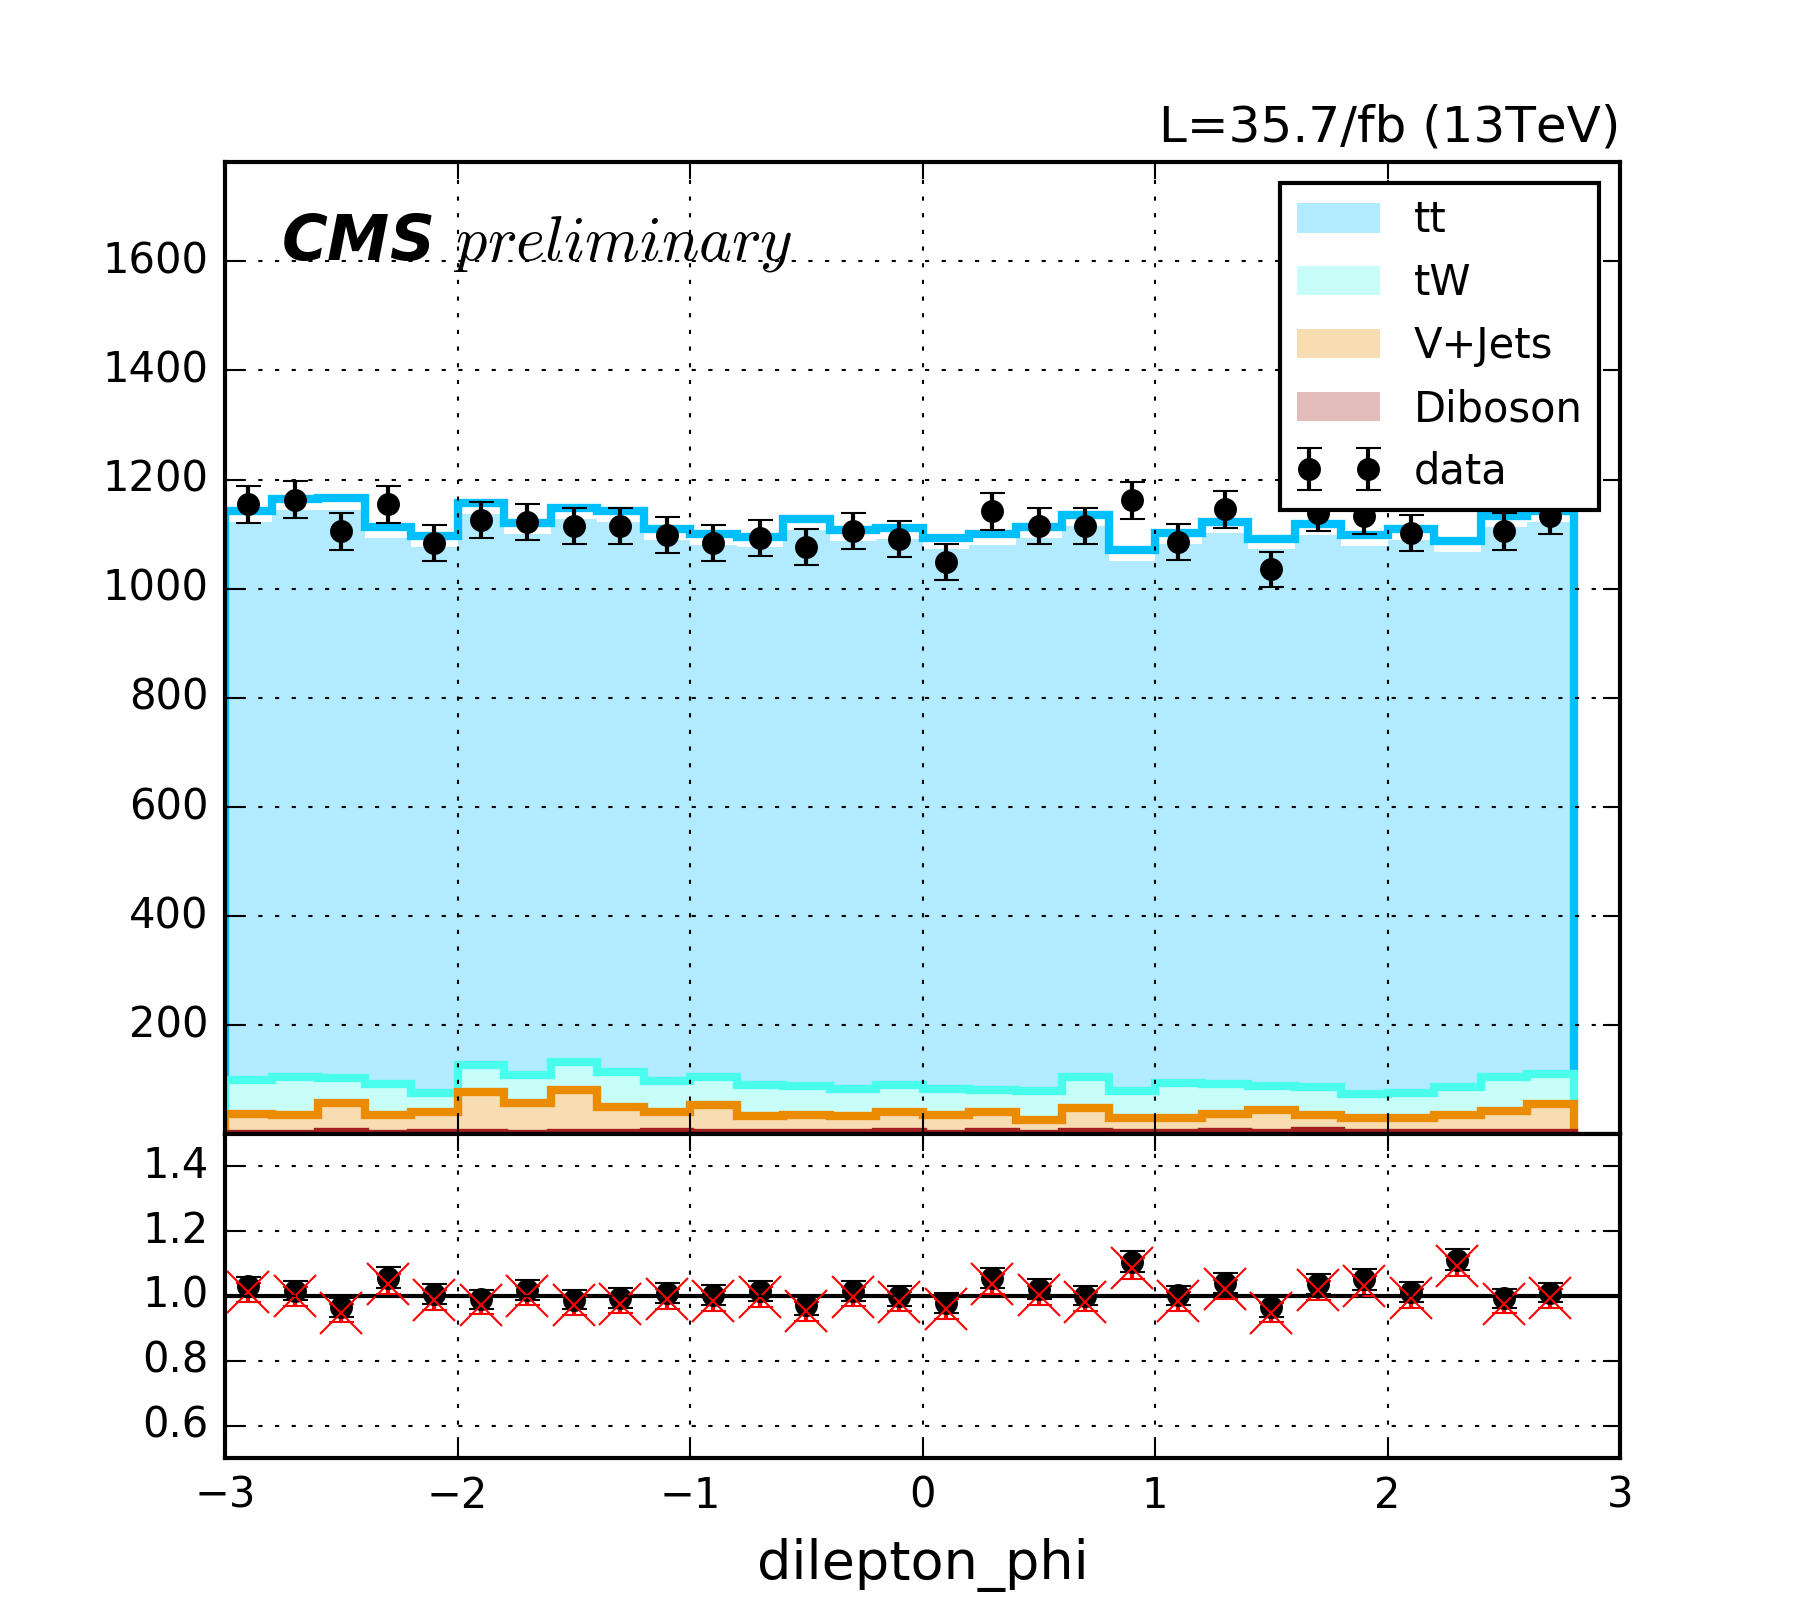 L=35.7/fb (13TeV)
CMS preliminary
tt
tW
V+Jets
Diboson
data
1600
1400
1200
1000
800
600
400
200
1.4
1.2
1.0
0.8
0.6
−3 −2 −1 0 1 2 3
dilepton_phi